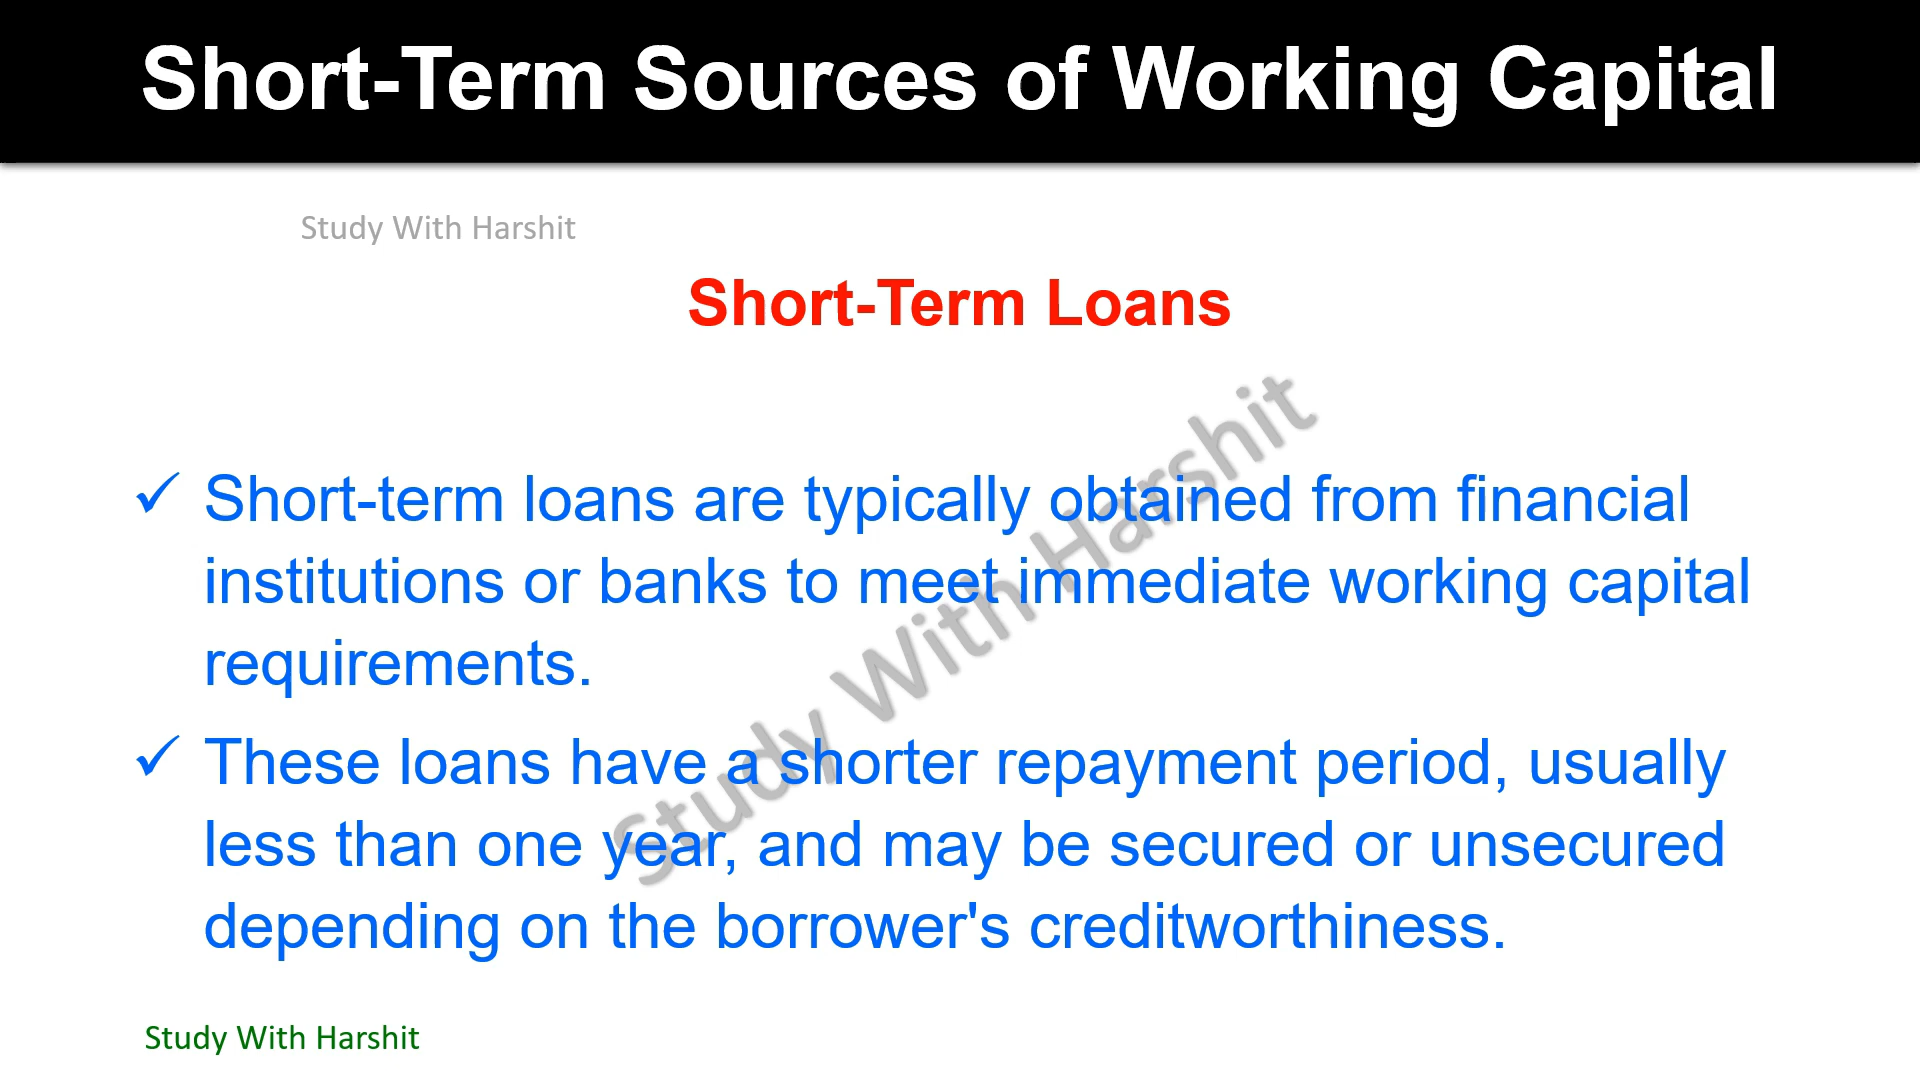 Short-Term Sources of Working Capital
Study With Harshit
Short-Term Loans
✓ Short-term loans are typically obtained from financial
institutions or banks to meet immediate working capital
requirements.
✓ These loans have a shorter repayment period, usually
less than one year, and may be secured or unsecured
depending on the borrower's creditworthiness.
Study With Harshit
Study With Harshit